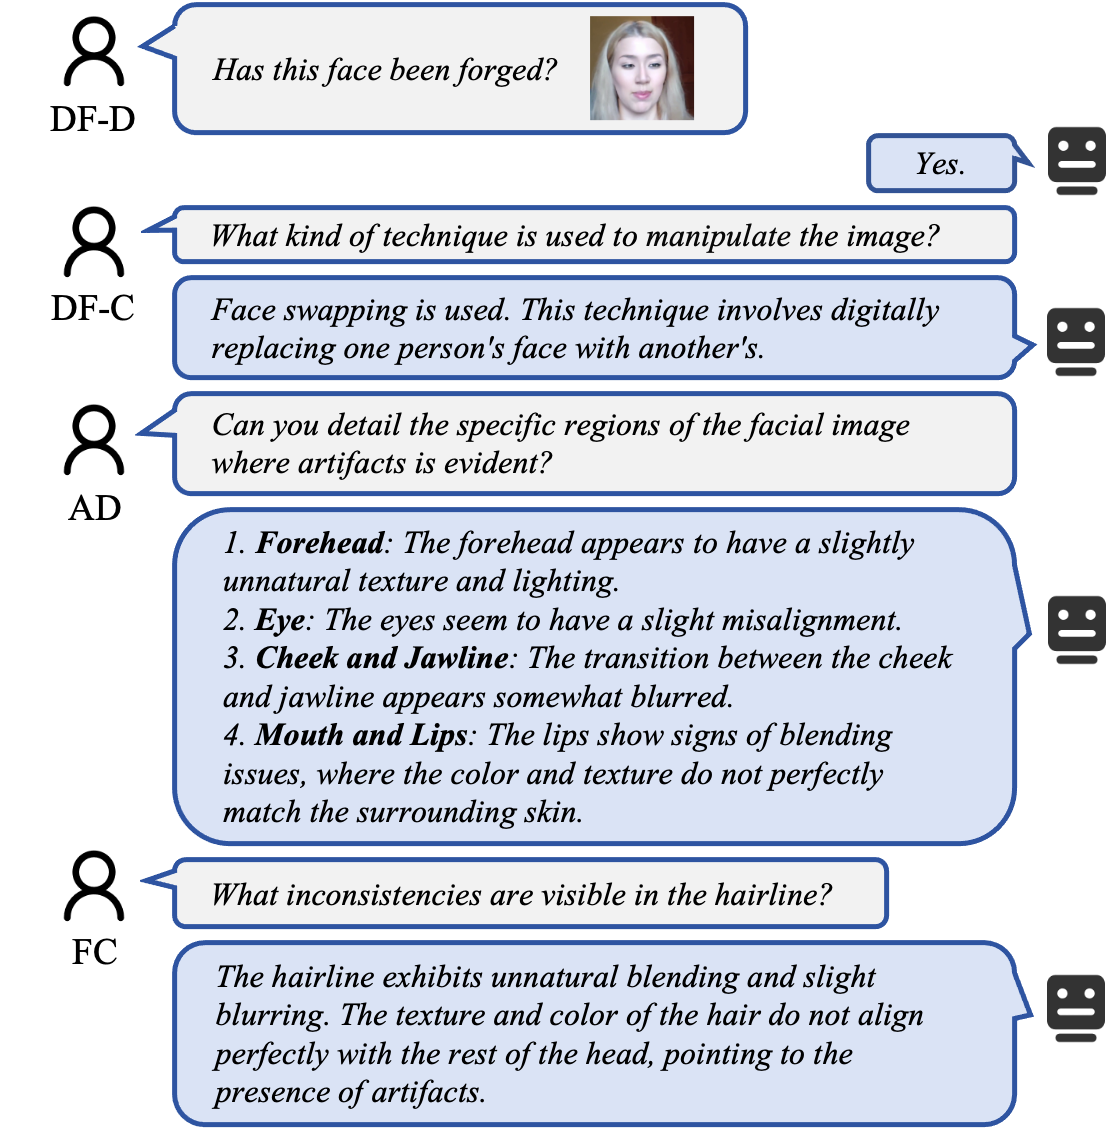 Has this face been forged?
DF-D
Yes.
What kind of technique is used to manipulate the image?
DF-C
Face swapping is used. This technique involves digitally
replacing one person's face with another's.
Can you detail the specific regions of the facial image
where artifacts is evident?
AD
1. Forehead: The forehead appears to have a slightly
unnatural texture and lighting.
2. Eye: The eyes seem to have a slight misalignment.
3. Cheek and Jawline: The transition between the cheek
and jawline appears somewhat blurred.
4. Mouth and Lips: The lips show signs of blending
issues, where the color and texture do not perfectly
match the surrounding skin.
What inconsistencies are visible in the hairline?
FC
The hairline exhibits unnatural blending and slight
blurring. The texture and color of the hair do not align
perfectly with the rest of the head, pointing to the
presence of artifacts.